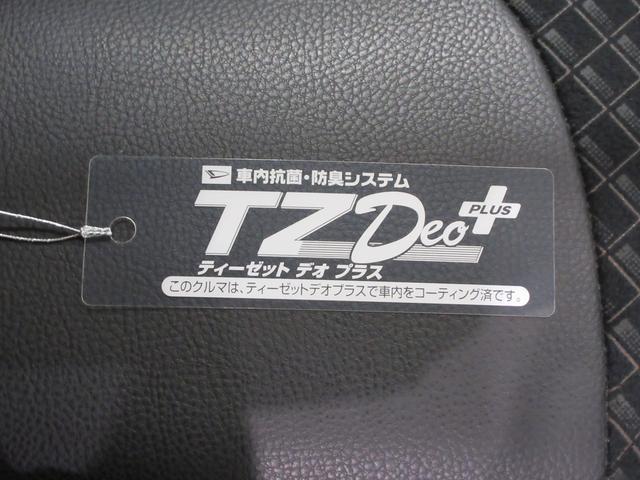 車内抗菌・防臭システム
TZ Deo PLUS
ティーゼット デオ プラス
このクルマは、ティーゼットデオプラスで車内をコーティング済です。